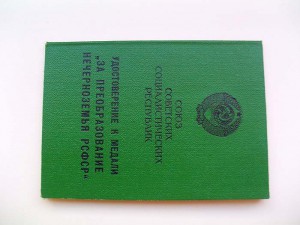 СОЮЗ
СОВЕТСКИХ
СОЦИАЛИСТИЧЕСКИХ
РЕСПУБЛИК
УДОСТОВЕРЕНИЕ К МЕДАЛИ
„ЗА ПРЕОБРАЗОВАНИЕ
НЕЧЕРНОЗЕМЬЯ РСФСР“